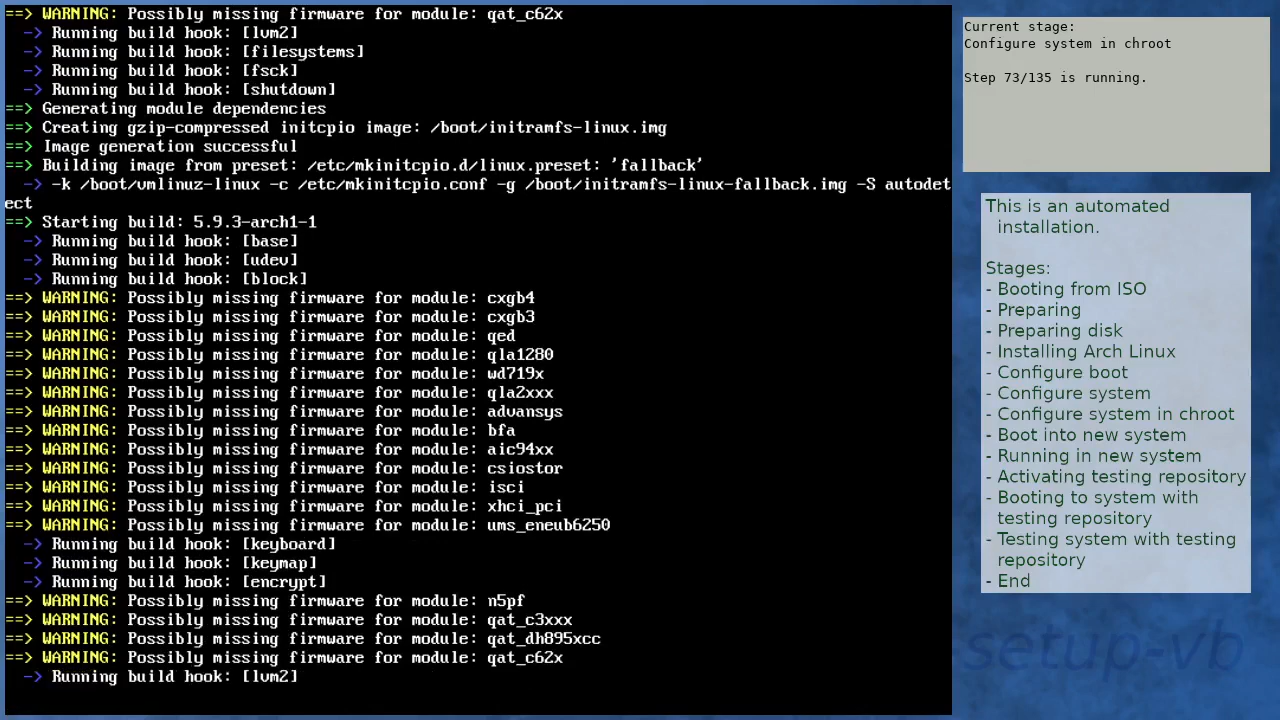 ==> WARNING: Possibly missing firmware for module: qat_c62x
-> Running build hook: [lvm2]
-> Running build hook: [filesystems]
-> Running build hook: [fsck]
-> Running build hook: [shutdown]
==> Generating module dependencies
==> Creating gzip-compressed initcpio image: /boot/initramfs-linux.img
==> Image generation successful
==> Building image from preset: /etc/mkinitcpio.d/linux.preset: 'fallback'
-> -k /boot/vmlinuz-linux -c /etc/mkinitcpio.conf -g /boot/initramfs-linux-fallback.img -S autodet
ect
==> Starting build: 5.9.3-arch1-1
-> Running build hook: [base]
-> Running build hook: [udev]
-> Running build hook: [block]
==> WARNING: Possibly missing firmware for module: cxgb4
==> WARNING: Possibly missing firmware for module: cxgb3
==> WARNING: Possibly missing firmware for module: qed
==> WARNING: Possibly missing firmware for module: qla1280
==> WARNING: Possibly missing firmware for module: wd719x
==> WARNING: Possibly missing firmware for module: qla2xxx
==> WARNING: Possibly missing firmware for module: advansys
==> WARNING: Possibly missing firmware for module: bfa
==> WARNING: Possibly missing firmware for module: aic94xx
==> WARNING: Possibly missing firmware for module: csiostor
==> WARNING: Possibly missing firmware for module: isci
==> WARNING: Possibly missing firmware for module: xhci_pci
==> WARNING: Possibly missing firmware for module: ums_eneub6250
-> Running build hook: [keyboard]
-> Running build hook: [keymap]
-> Running build hook: [encrypt]
==> WARNING: Possibly missing firmware for module: n5pf
==> WARNING: Possibly missing firmware for module: qat_c3xxx
==> WARNING: Possibly missing firmware for module: qat_dh895xcc
==> WARNING: Possibly missing firmware for module: qat_c62x
-> Running build hook: [lvm2]
Current stage:
Configure system in chroot
Step 73/135 is running.
This is an automated
installation.
Stages:
- Booting from ISO
- Preparing
- Preparing disk
- Installing Arch Linux
- Configure boot
- Configure system
- Configure system in chroot
- Boot into new system
- Running in new system
- Activating testing repository
- Booting to system with
testing repository
- Testing system with testing
repository
- End
setup-vb